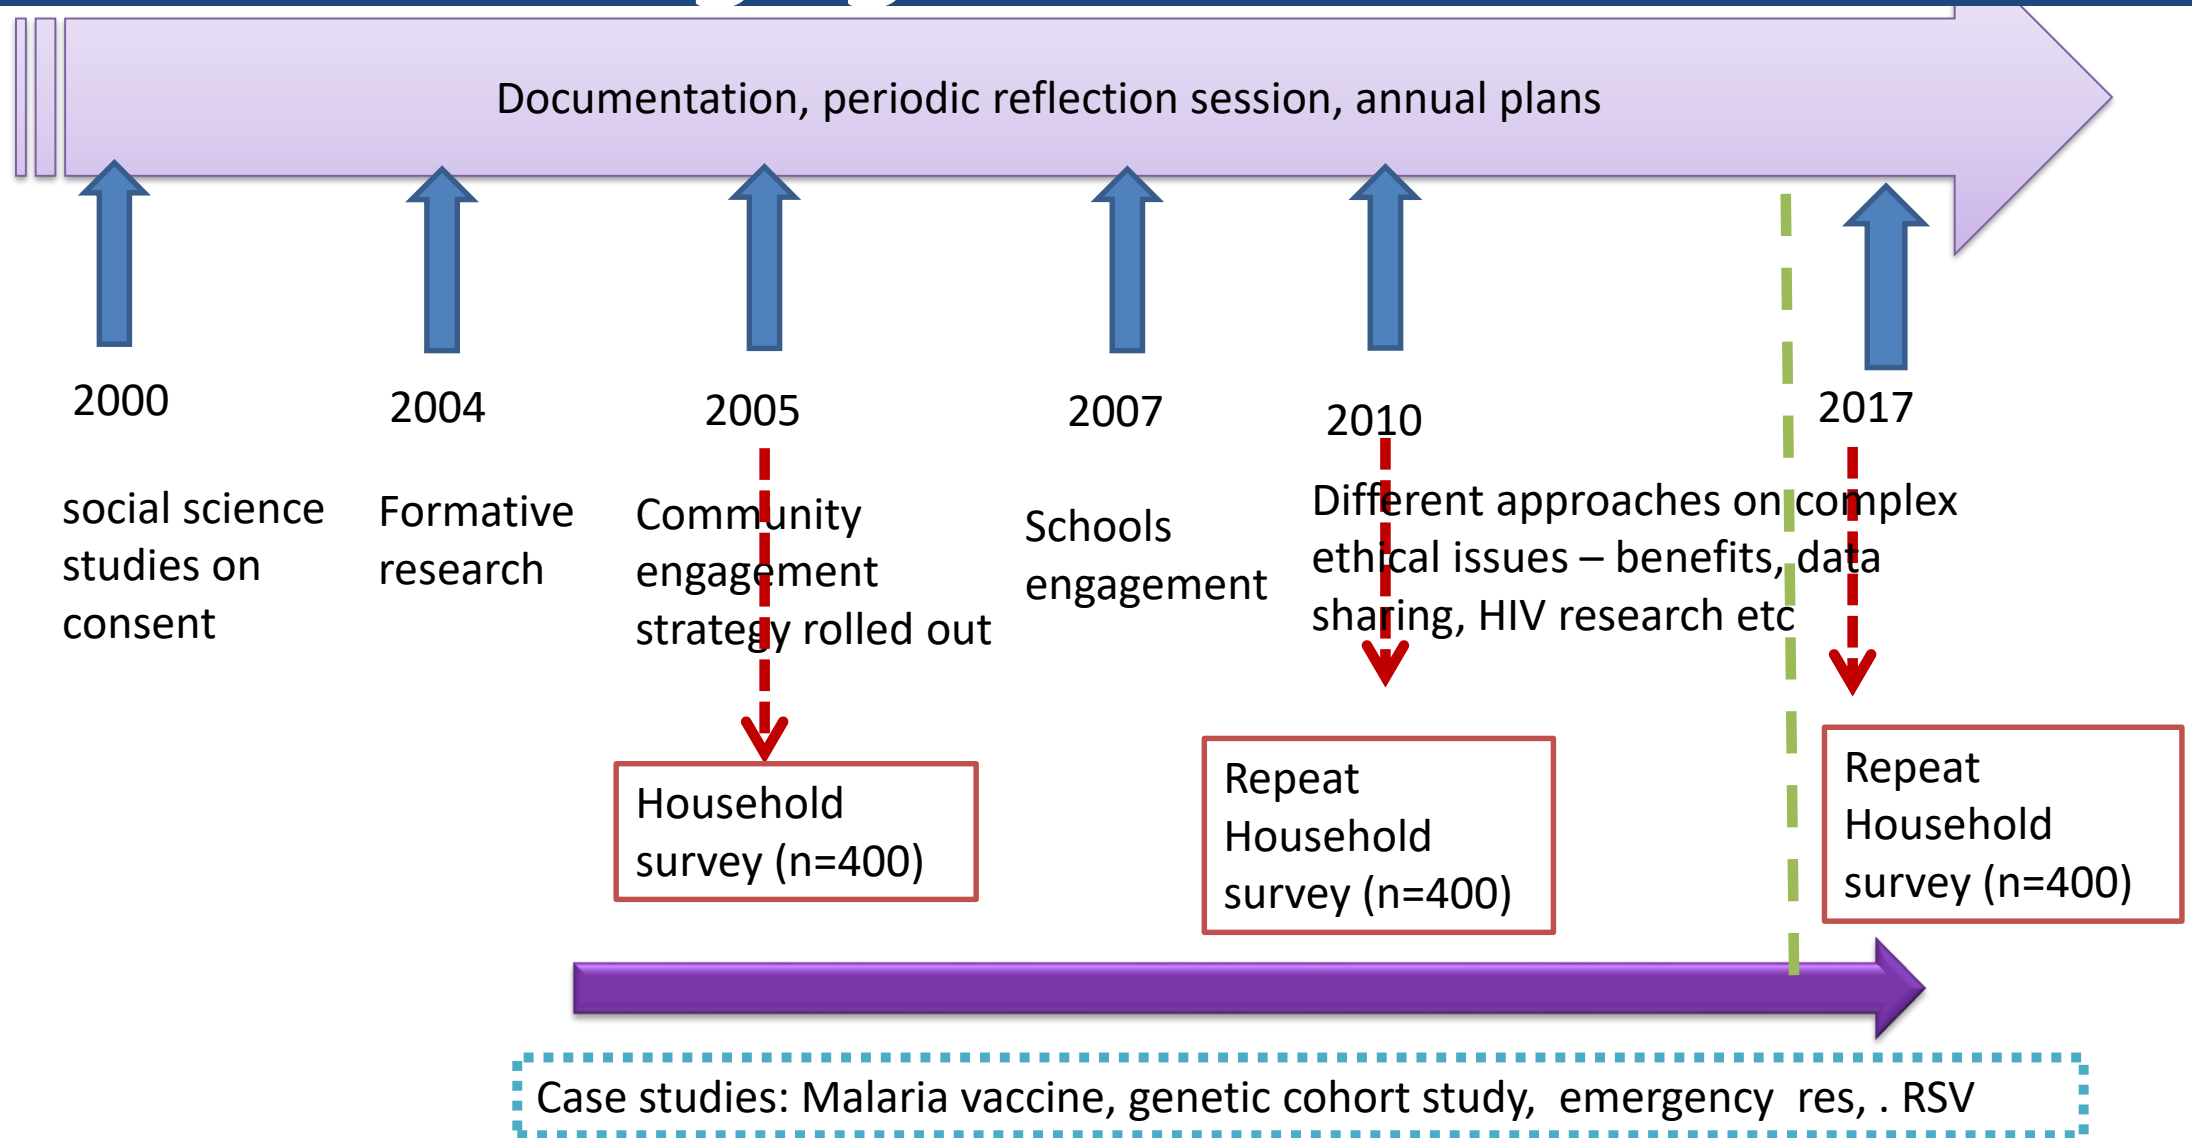 Documentation, periodic reflection session, annual plans
2000
2004
2005
2007
2010
2017
social science
studies on
consent
Formative
research
Community
engagement
strategy rolled out
Schools
engagement
Different approaches on complex
ethical issues – benefits, data
sharing, HIV research etc
Household
survey (n=400)
Repeat
Household
survey (n=400)
Repeat
Household
survey (n=400)
Case studies: Malaria vaccine, genetic cohort study, emergency res, . RSV